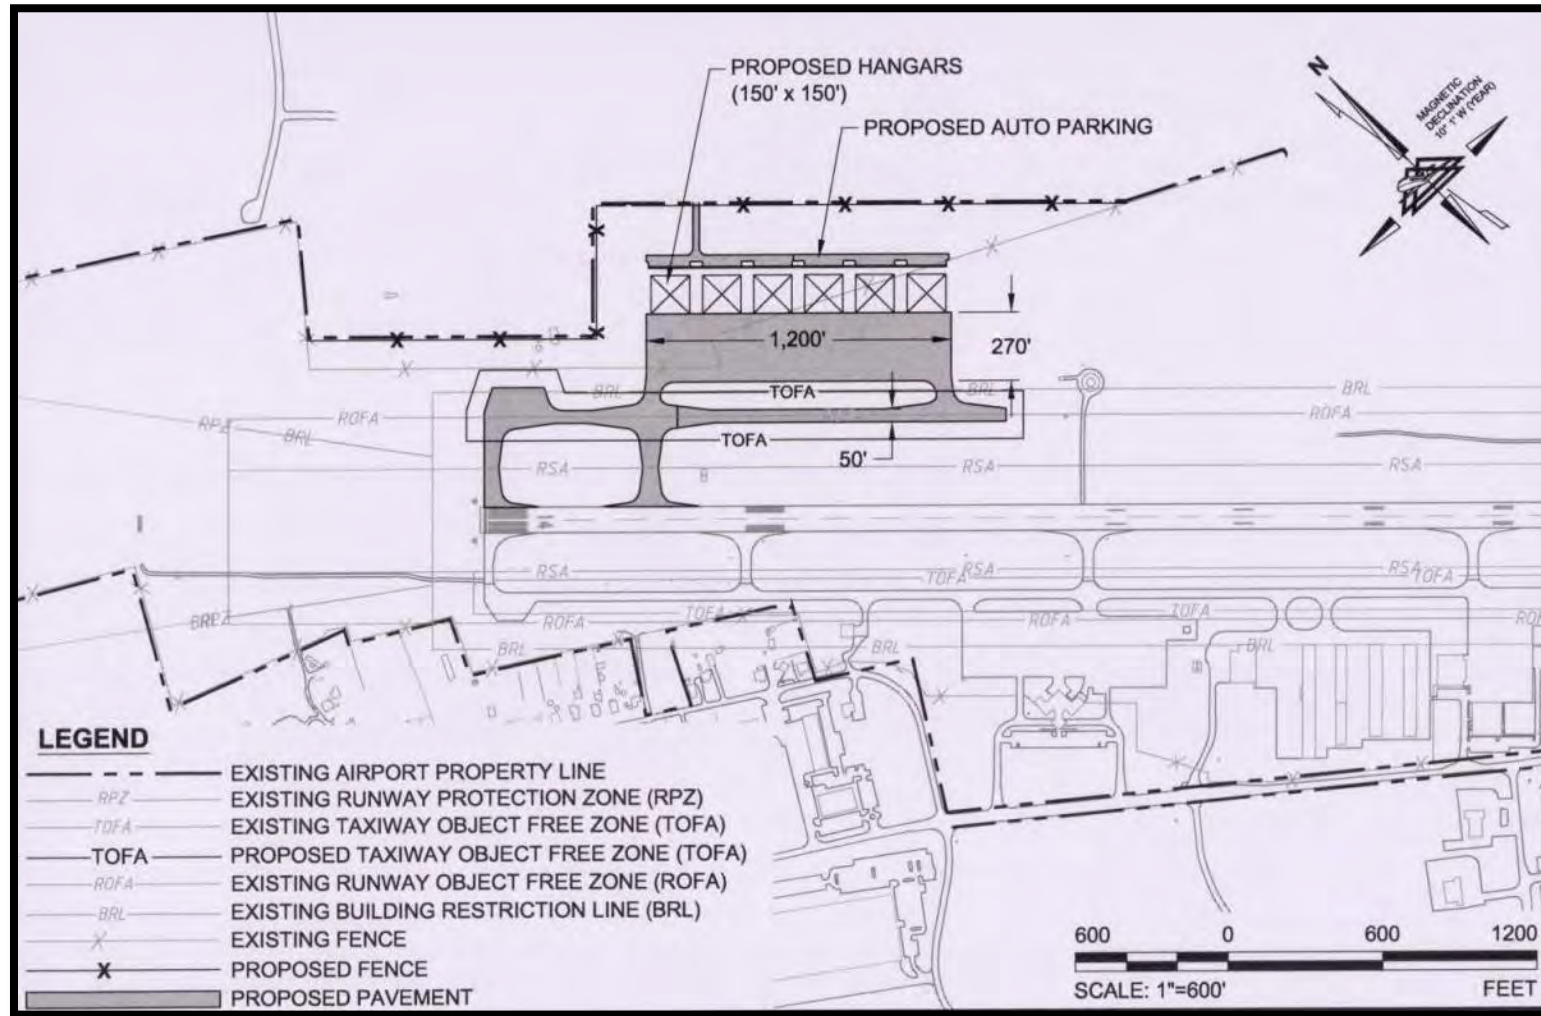 PROPOSED HANGARS
(150' x 150')
PROPOSED AUTO PARKING
N
MAGNETIC
DECLINATION
10° 1' W (YEAR)
1,200'
270'
BRL
TOFA
BRL
BRL
RPZ
BRL
ROFA
ROFA
TOFA
50'
RSA
RSA
RSA
RSA
RSA
TOFA
RSA
TOFA
ROFA
TOFA
ROFA
TOFA
BRL
BRL
BRL
LEGEND
EXISTING AIRPORT PROPERTY LINE
RPZ EXISTING RUNWAY PROTECTION ZONE (RPZ)
TOFA EXISTING TAXIWAY OBJECT FREE ZONE (TOFA)
TOFA PROPOSED TAXIWAY OBJECT FREE ZONE (TOFA)
ROFA EXISTING RUNWAY OBJECT FREE ZONE (ROFA)
BRL EXISTING BUILDING RESTRICTION LINE (BRL)
X EXISTING FENCE
X PROPOSED FENCE
PROPOSED PAVEMENT
600 0 600 1200
SCALE: 1"=600' FEET